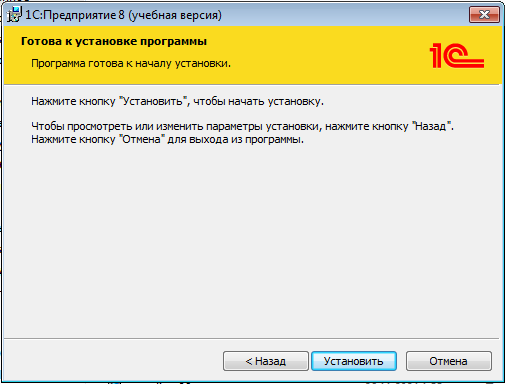 1С:Предприятие 8 (учебная версия)
Готова к установке программы
Программа готова к началу установки.
1С
Нажмите кнопку "Установить", чтобы начать установку.
Чтобы просмотреть или изменить параметры установки, нажмите кнопку "Назад".
Нажмите кнопку "Отмена" для выхода из программы.
< Назад
Установить
Отмена